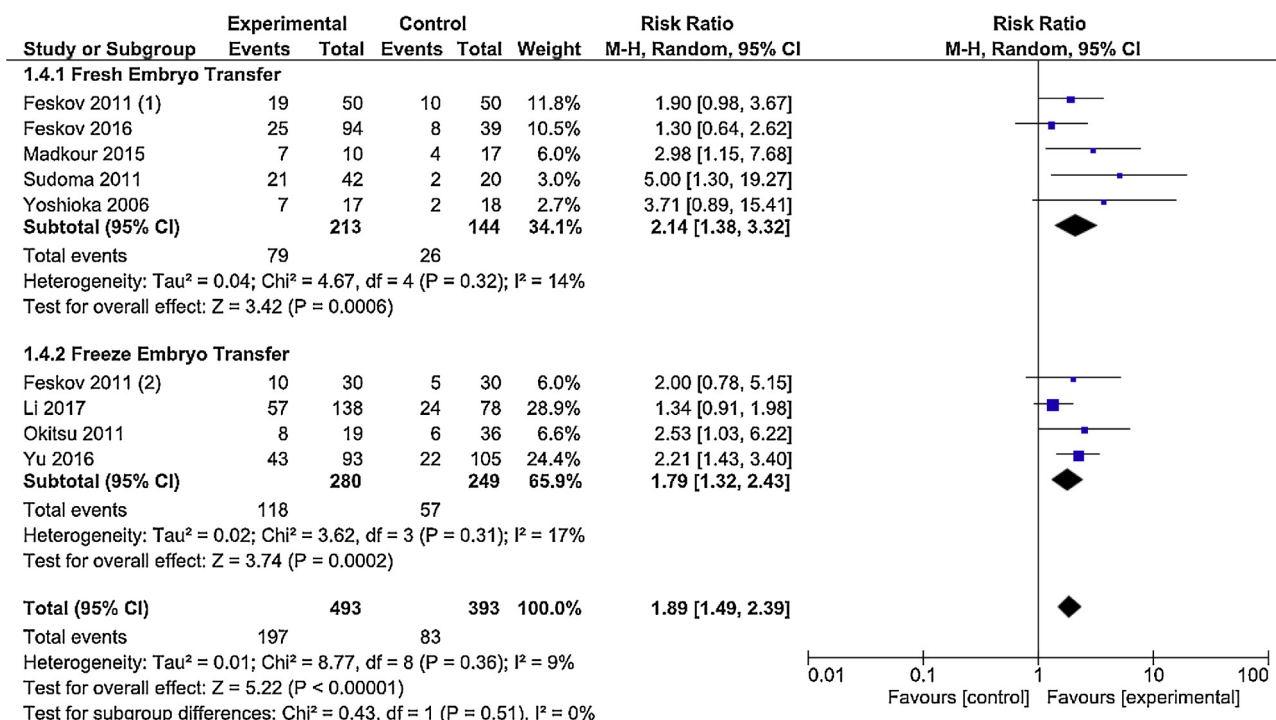 Experimental Control Risk Ratio Risk Ratio
Study or Subgroup Events Total Events Total Weight M-H, Random, 95% CI M-H, Random, 95% CI
1.4.1 Fresh Embryo Transfer
Feskov 2011 (1) 19 50 10 50 11.8% 1.90 [0.98, 3.67]
Feskov 2016 25 94 8 39 10.5% 1.30 [0.64, 2.62]
Madkour 2015 7 10 4 17 6.0% 2.98 [1.15, 7.68]
Sudoma 2011 21 42 2 20 3.0% 5.00 [1.30, 19.27]
Yoshioka 2006 7 17 2 18 2.7% 3.71 [0.89, 15.41]
Subtotal (95% CI) 213 144 34.1% 2.14 [1.38, 3.32]
Total events 79 26
Heterogeneity: Tau² = 0.04; Chi² = 4.67, df = 4 (P = 0.32); I² = 14%
Test for overall effect: Z = 3.42 (P = 0.0006)
1.4.2 Freeze Embryo Transfer
Feskov 2011 (2) 10 30 5 30 6.0% 2.00 [0.78, 5.15]
Li 2017 57 138 24 78 28.9% 1.34 [0.91, 1.98]
Okitsu 2011 8 19 6 36 6.6% 2.53 [1.03, 6.22]
Yu 2016 43 93 22 105 24.4% 2.21 [1.43, 3.40]
Subtotal (95% CI) 280 249 65.9% 1.79 [1.32, 2.43]
Total events 118 57
Heterogeneity: Tau² = 0.02; Chi² = 3.62, df = 3 (P = 0.31); I² = 17%
Test for overall effect: Z = 3.74 (P = 0.0002)
Total (95% CI) 493 393 100.0% 1.89 [1.49, 2.39]
Total events 197 83
Heterogeneity: Tau² = 0.01; Chi² = 8.77, df = 8 (P = 0.36); I² = 9%
Test for overall effect: Z = 5.22 (P < 0.00001)
Test for subgroup differences: Chi² = 0.43, df = 1 (P = 0.51), I² = 0%
0.01 0.1 1 10 100
Favours [control] Favours [experimental]